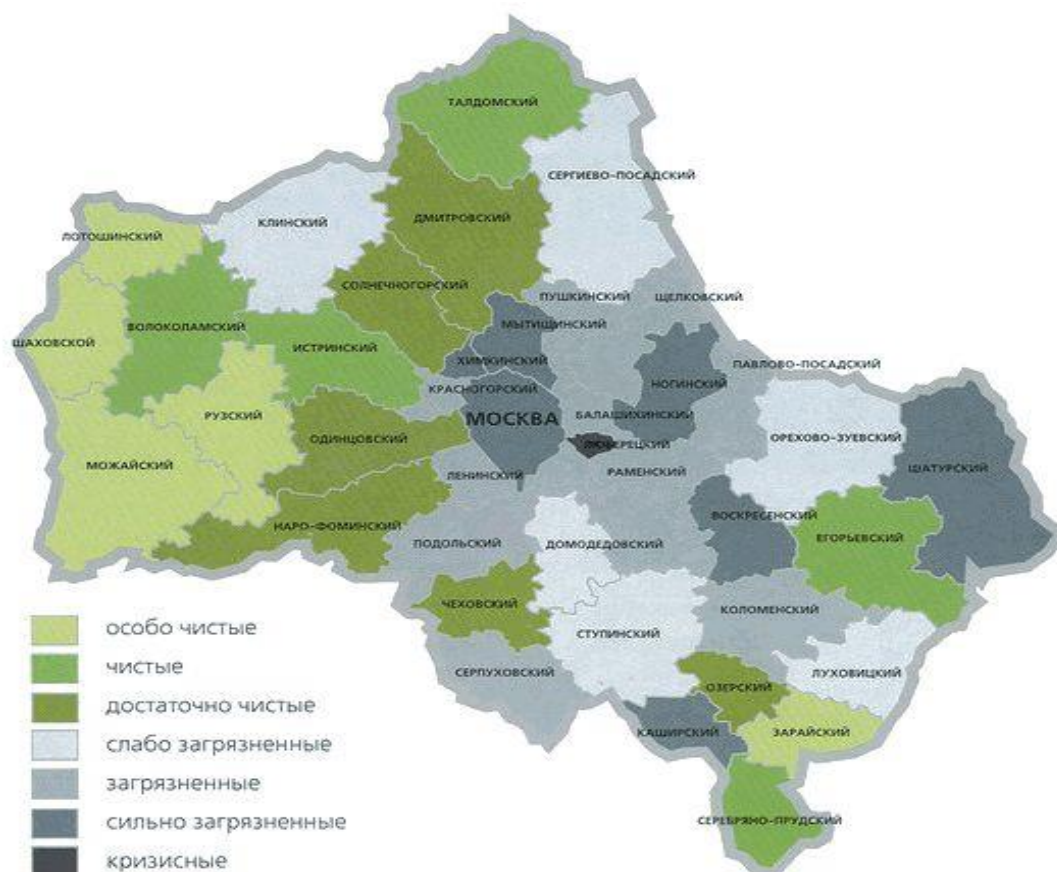 ТАЛДОМСКИЙ
СЕРГИЕВО-ПОСАДСКИЙ
КЛИНСКИЙ
ДМИТРОВСКИЙ
ЛОТОШИНСКИЙ
СОЛНЕЧНОГОРСКИЙ
ПУШКИНСКИЙ
ЩЕЛКОВСКИЙ
ВОЛОКОЛАМСКИЙ
МЫТИЩИНСКИЙ
ШАХОВСКОЙ
ИСТРИНСКИЙ
ХИМКИНСКИЙ
ПАВЛОВО-ПОСАДСКИЙ
КРАСНОГОРСКИЙ
НОГИНСКИЙ
РУЗСКИЙ
МОСКВА
БАЛАШИХИНСКИЙ
ОДИНЦОВСКИЙ
ЛЮБЕРЕЦКИЙ
ОРЕХОВО-ЗУЕВСКИЙ
МОЖАЙСКИЙ
ЛЕНИНСКИЙ
РАМЕНСКИЙ
ШАТУРСКИЙ
НАРО-ФОМИНСКИЙ
ВОСКРЕСЕНСКИЙ
ПОДОЛЬСКИЙ
ДОМОДЕДОВСКИЙ
ЕГОРЬЕВСКИЙ
ЧЕХОВСКИЙ
КОЛОМЕНСКИЙ
СТУПИНСКИЙ
СЕРПУХОВСКИЙ
ЛУХОВИЦКИЙ
ОЗЕРСКИЙ
КАШИРСКИЙ
ЗАРАЙСКИЙ
СЕРЕБРЯНО-ПРУДСКИЙ
особо чистые
чистые
достаточно чистые
слабо загрязненные
загрязненные
сильно загрязненные
кризисные